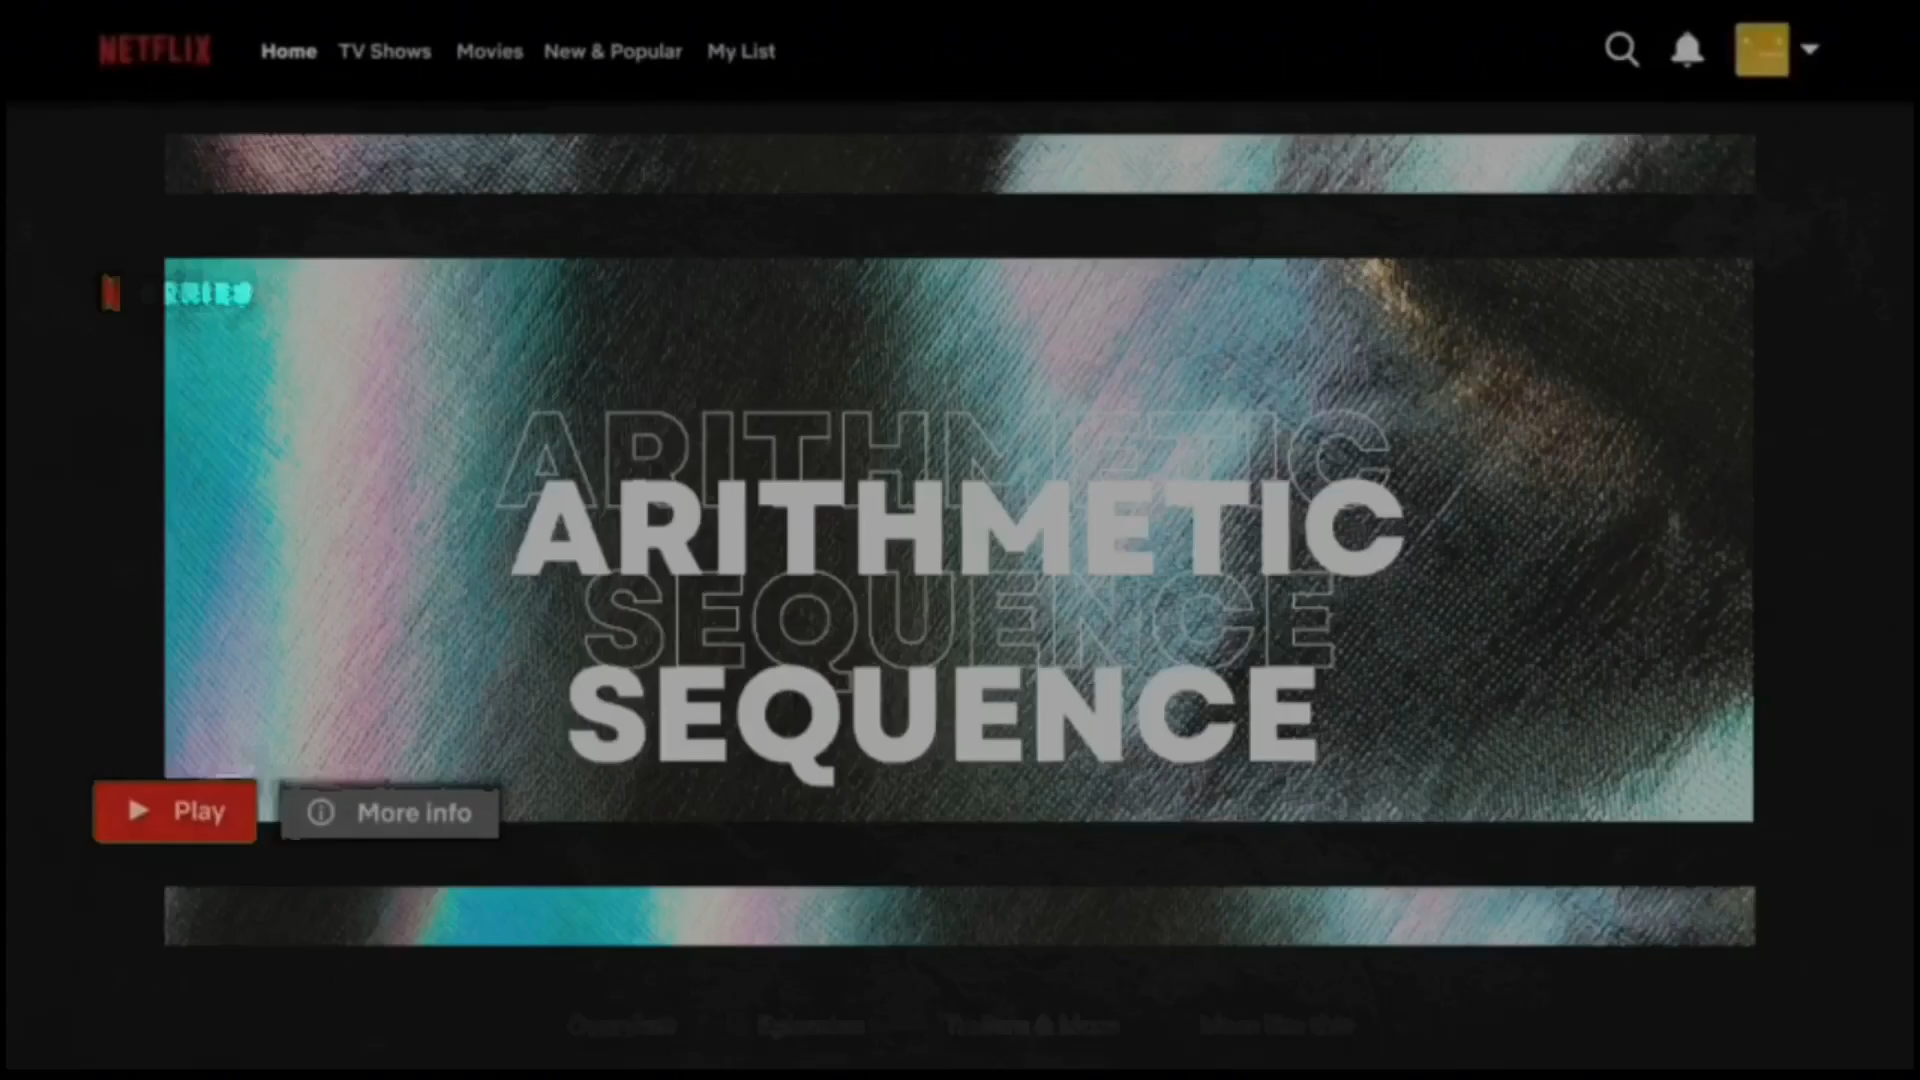 NETFLIX Home TV Shows Movies New & Popular My List
ARITHMETIC
ARITHMETIC
SEQUENCE
SEQUENCE
Play More info